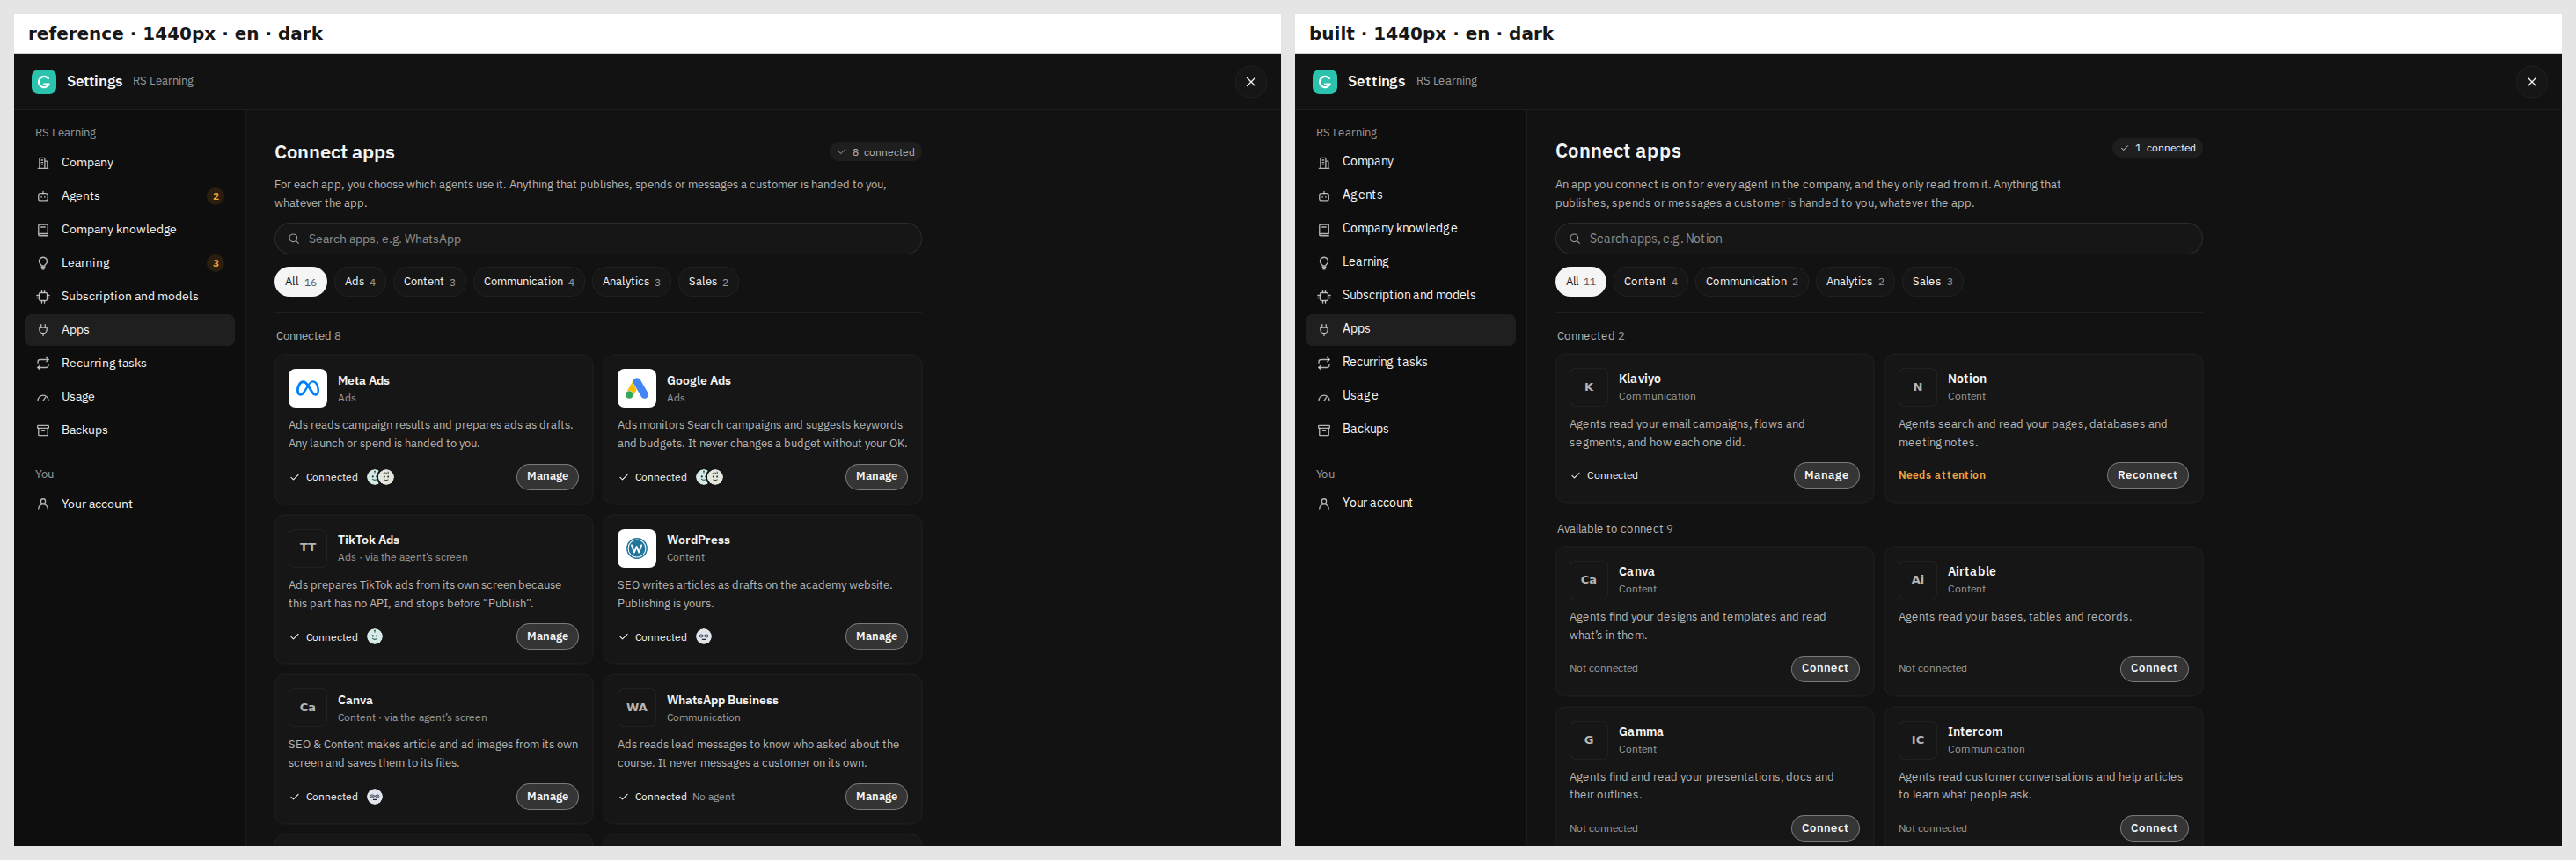 reference · 1440px · en · dark
G Settings RS Learning
RS Learning
Company
Agents 2
Company knowledge
Learning 3
Subscription and models
Apps
Recurring tasks
Usage
Backups
You
Your account
Connect apps
8 connected
For each app, you choose which agents use it. Anything that publishes, spends or messages a customer is handed to you,
whatever the app.
Search apps, e.g. WhatsApp
All 16 Ads 4 Content 3 Communication 4 Analytics 3 Sales 2
Connected 8
Meta Ads
Ads
Ads reads campaign results and prepares ads as drafts.
Any launch or spend is handed to you.
Connected Manage
Google Ads
Ads
Ads monitors Search campaigns and suggests keywords
and budgets. It never changes a budget without your OK.
Connected Manage
TT
TikTok Ads
Ads · via the agent’s screen
Ads prepares TikTok ads from its own screen because
this part has no API, and stops before “Publish”.
Connected Manage
WordPress
Content
SEO writes articles as drafts on the academy website.
Publishing is yours.
Connected Manage
Ca
Canva
Content · via the agent’s screen
SEO & Content makes article and ad images from its own
screen and saves them to its files.
Connected Manage
WA
WhatsApp Business
Communication
Ads reads lead messages to know who asked about the
course. It never messages a customer on its own.
Connected No agent Manage
built · 1440px · en · dark
G Settings RS Learning
RS Learning
Company
Agents
Company knowledge
Learning
Subscription and models
Apps
Recurring tasks
Usage
Backups
You
Your account
Connect apps
1 connected
An app you connect is on for every agent in the company, and they only read from it. Anything that
publishes, spends or messages a customer is handed to you, whatever the app.
Search apps, e.g. Notion
All 11 Content 4 Communication 2 Analytics 2 Sales 3
Connected 2
K
Klaviyo
Communication
Agents read your email campaigns, flows and
segments, and how each one did.
Connected Manage
N
Notion
Content
Agents search and read your pages, databases and
meeting notes.
Needs attention Reconnect
Available to connect 9
Ca
Canva
Content
Agents find your designs and templates and read
what’s in them.
Not connected Connect
Ai
Airtable
Content
Agents read your bases, tables and records.
Not connected Connect
G
Gamma
Content
Agents find and read your presentations, docs and
their outlines.
Not connected Connect
IC
Intercom
Communication
Agents read customer conversations and help articles
to learn what people ask.
Not connected Connect